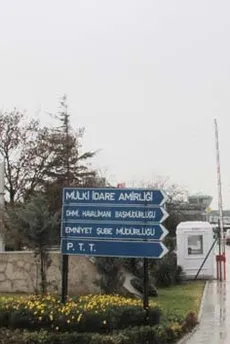 MÜLKİ İDARE AMİRLİĞİ
DHMİ. HAVALİMANI BAŞMÜDÜRLÜĞÜ
EMNİYET ŞUBE MÜDÜRLÜĞÜ
P. T. T.